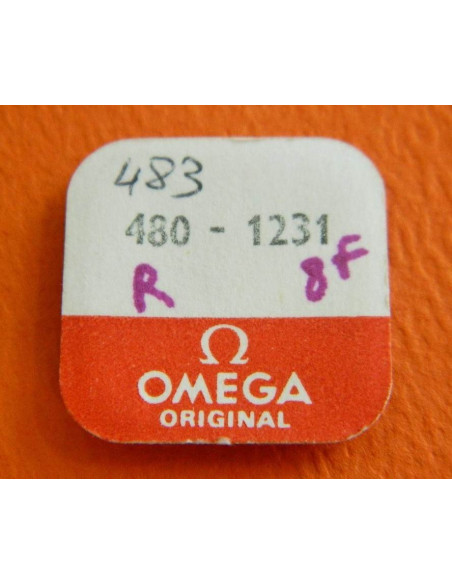 483
480 - 1231
R 8F
Ω
OMEGA
ORIGINAL